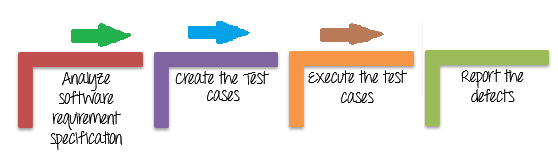 Analyze
software
requirement
specification
Create the Test
cases
Execute the test
cases
Report the
defects